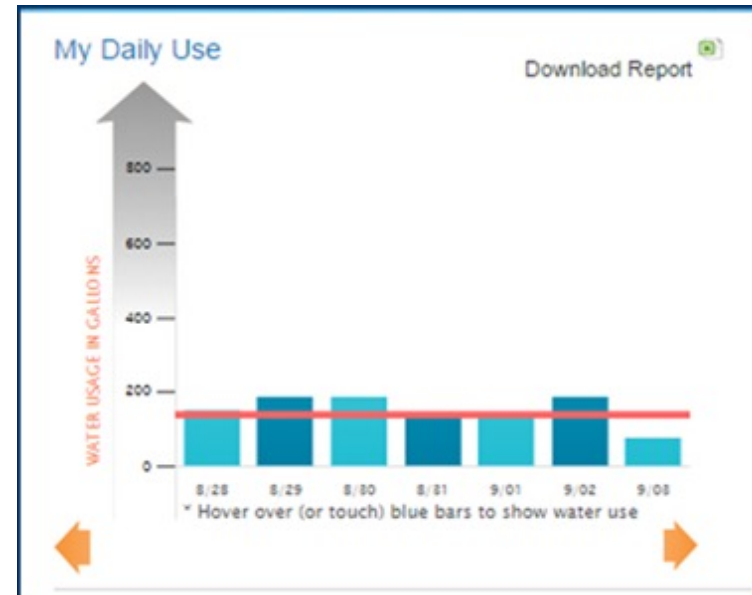 My Daily Use
Download Report
WATER USAGE IN GALLONS
800
600
400
200
0
8/28 8/29 8/30 8/31 9/01 9/02 9/03
* Hover over (or touch) blue bars to show water use